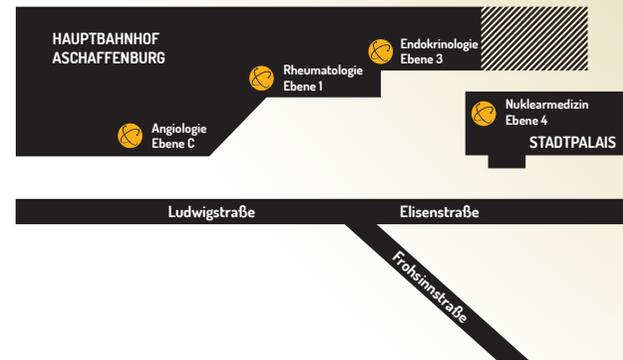 HAUPTBAHNHOF
ASCHAFFENBURG
Endokrinologie
Ebene 3
Rheumatologie
Ebene 1
Angiologie
Ebene C
Nuklearmedizin
Ebene 4
STADTPALAIS
Ludwigstraße
Elisenstraße
Frohsinnstraße